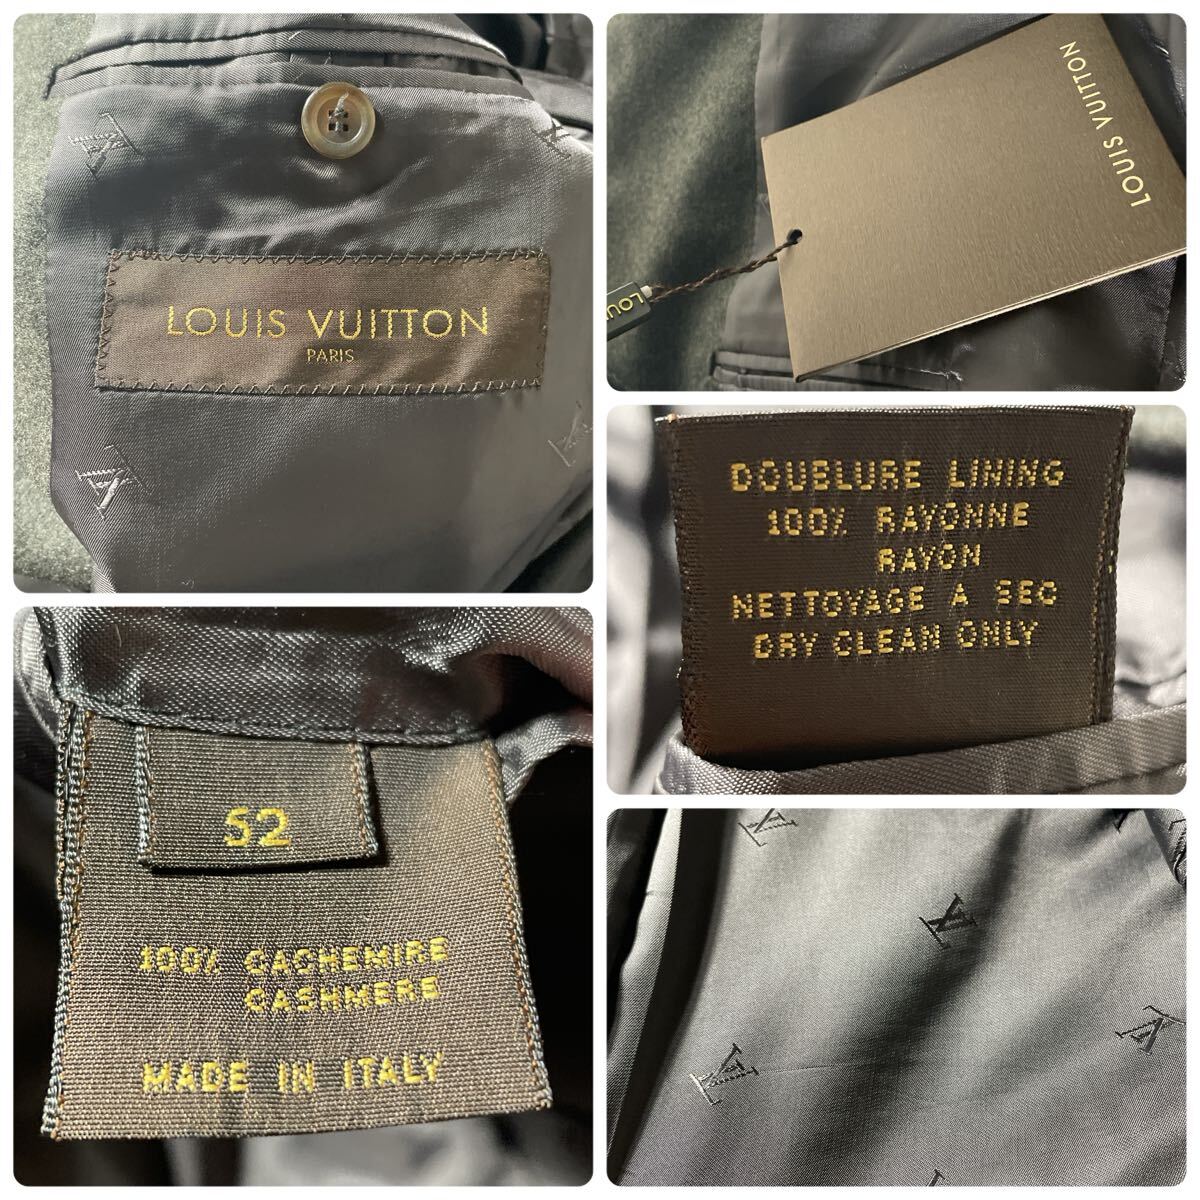 LOUIS VUITTON
PARIS
LOUIS VUITTON
LOUI
DOUBLURE LINING
100% RAYONNE
RAYON
NETTOYAGE A SEC
DRY CLEAN ONLY
52
100% CACHEMIRE
CASHMERE
MADE IN ITALY